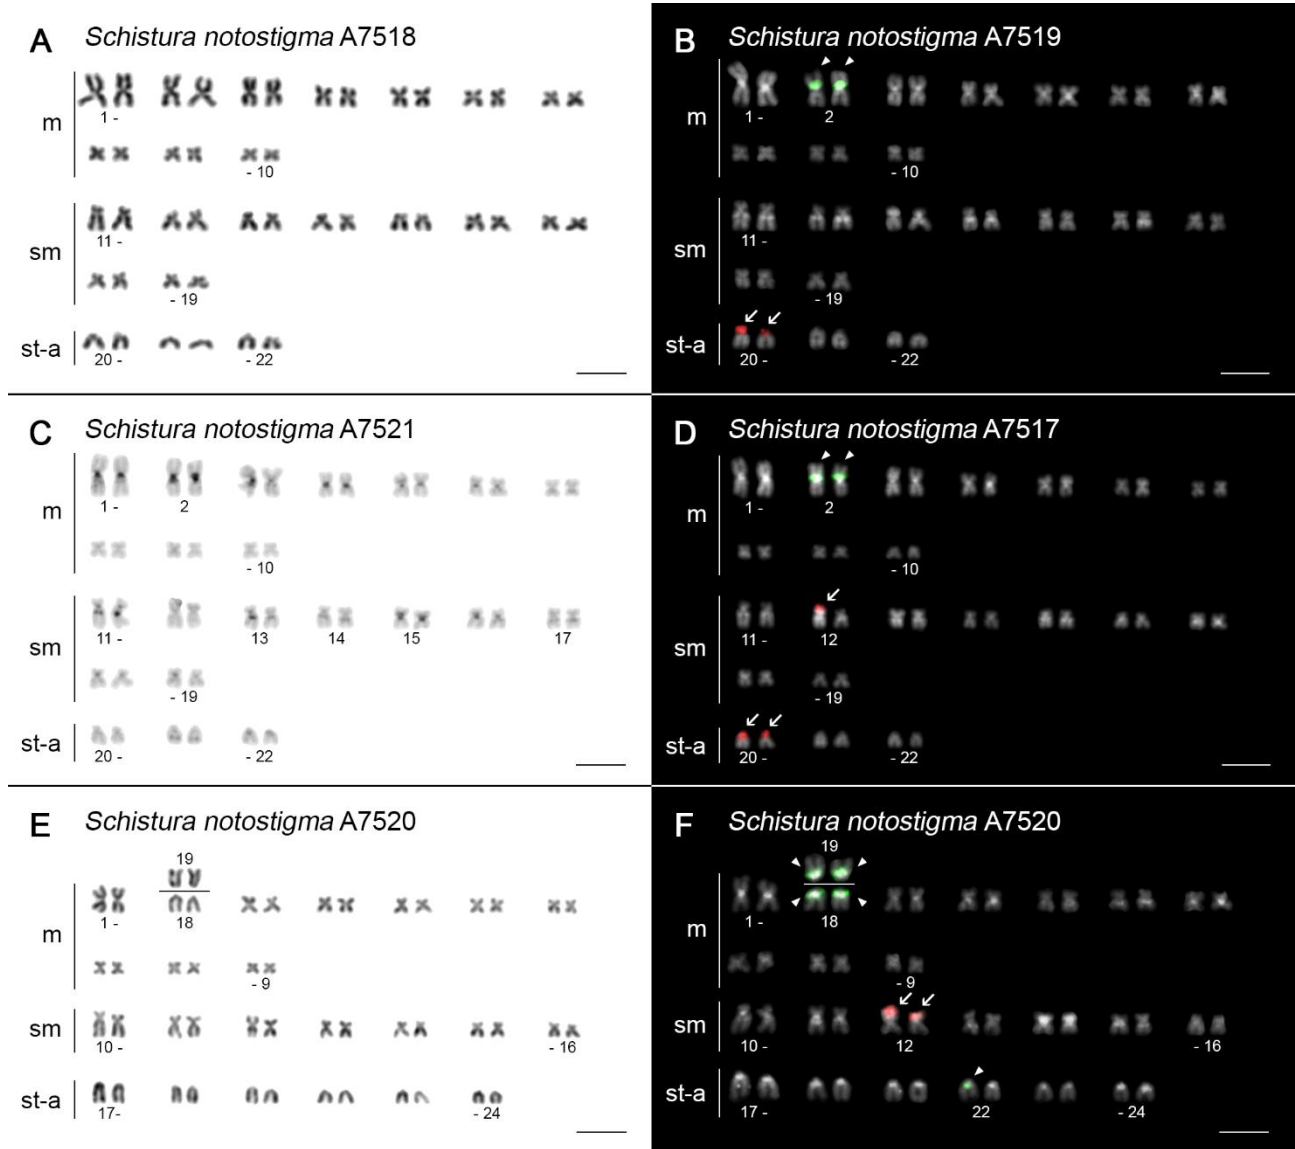 A Schistura notostigma A7518
m
1 -
- 10
sm
11 -
- 19
st-a
20 - - 22
B Schistura notostigma A7519
m
1 - 2
- 10
sm
11 -
- 19
st-a
20 - - 22
C Schistura notostigma A7521
m
1 - 2
- 10
sm
11 - 13 14 15 17
- 19
st-a
20 - - 22
D Schistura notostigma A7517
m
1 - 2
- 10
sm
11 - 12
- 19
st-a
20 - - 22
E Schistura notostigma A7520
19
m
1 - 18
- 9
sm
10 - - 16
st-a
17- - 24
F Schistura notostigma A7520
19
m
1 - 18
- 9
sm
10 - 12 - 16
st-a
17- 22 - 24